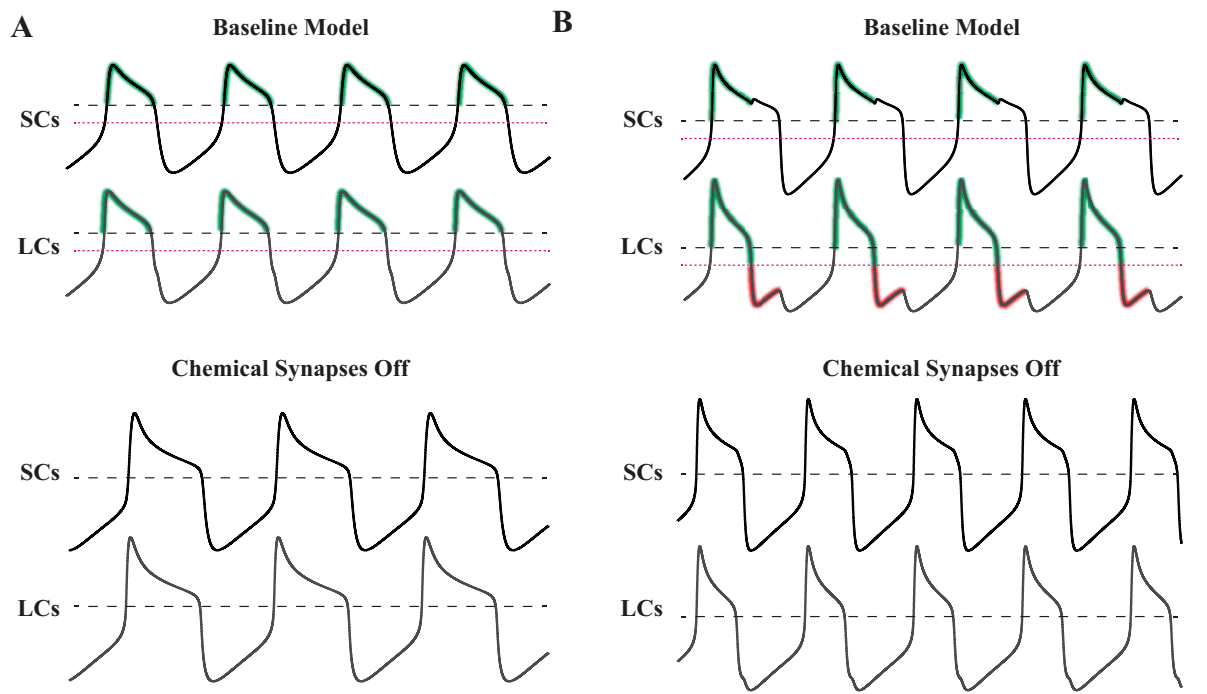 A
Baseline Model
SCs
LCs
Chemical Synapses Off
SCs
LCs
B
Baseline Model
SCs
LCs
Chemical Synapses Off
SCs
LCs